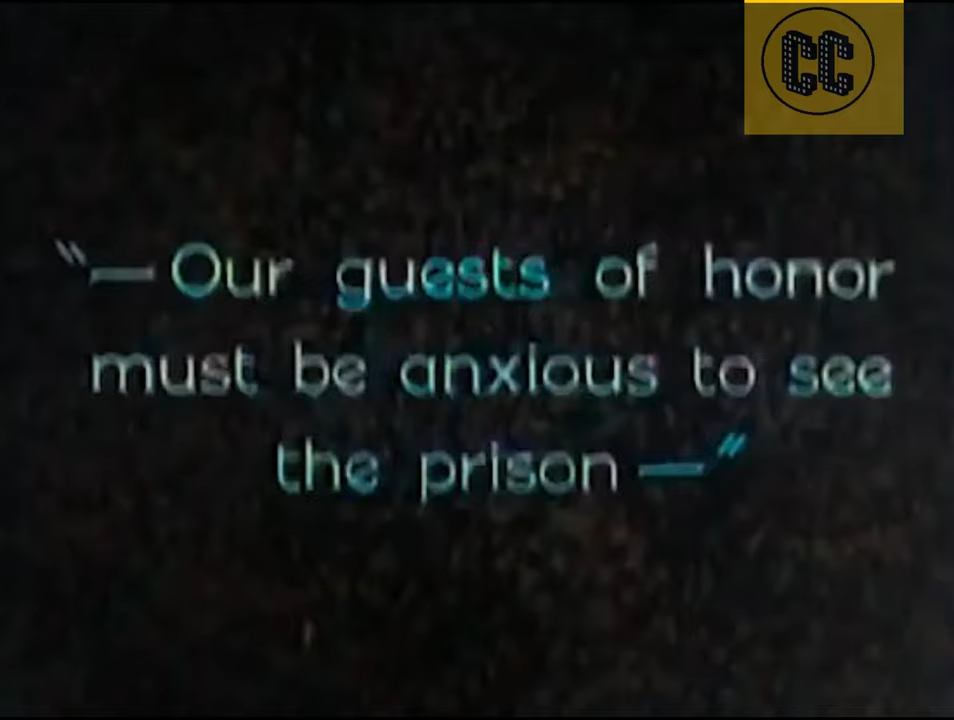 CC
"—Our guests of honor
must be anxious to see
the prison—"